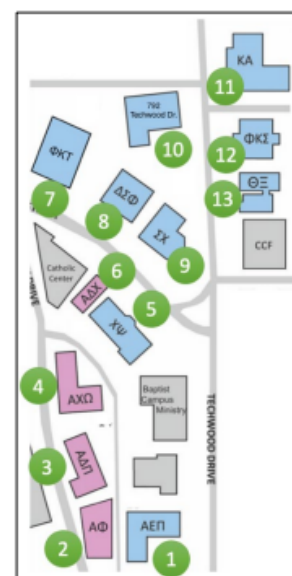 KA
11
792
Techwood Dr.
10
ΦΚΣ
12
ΦΚΤ
7
ΔΣΦ
8
ΘΞ
13
ΣΧ
9
CCF
6
Catholic
Center
ΑΔΧ
5
ΧΨ
4
ΑΧΩ
Baptist
Campus
Ministry
TECHWOOD DRIVE
3
ΑΔΠ
ΑΦ
2
ΑΕΠ
1